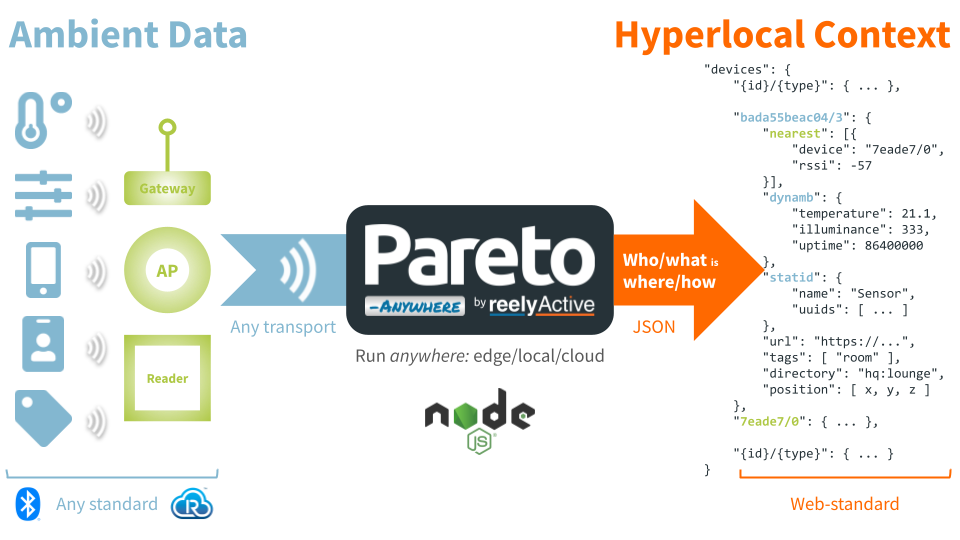 Ambient Data
Hyperlocal Context
Gateway
AP
Reader
Any transport
Pareto
-ANYWHERE
by reelyActive
Run anywhere: edge/local/cloud
node
JS
Who/what is
where/how
JSON
"devices": {
"{id}/{type}": { ... },
"bada55beac04/3": {
"nearest": [{
"device": "7eade7/0",
"rssi": -57
}],
"dynamb": {
"temperature": 21.1,
"illuminance": 333,
"uptime": 86400000
},
"statid": {
"name": "Sensor",
"uuids": [ ... ]
},
"url": "https://...",
"tags": [ "room" ],
"directory": "hq:lounge",
"position": [ x, y, z ]
},
"7eade7/0": { ... },
"{id}/{type}": { ... }
}
Any standard
R
Web-standard